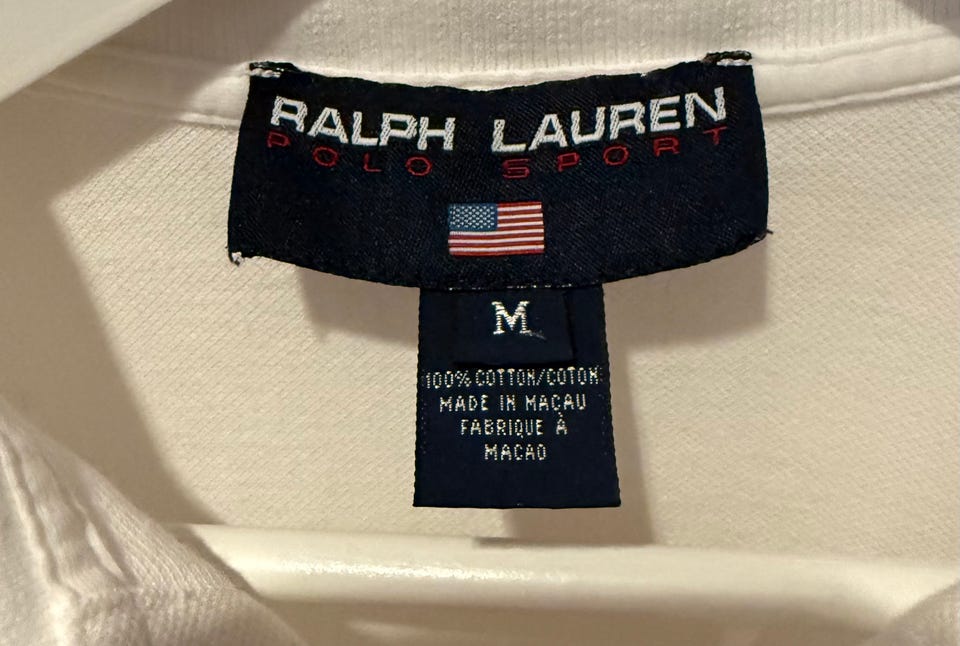 RALPH LAUREN
POLO SPORT
M
100% COTTON/COTON
MADE IN MACAU
FABRIQUE À
MACAO